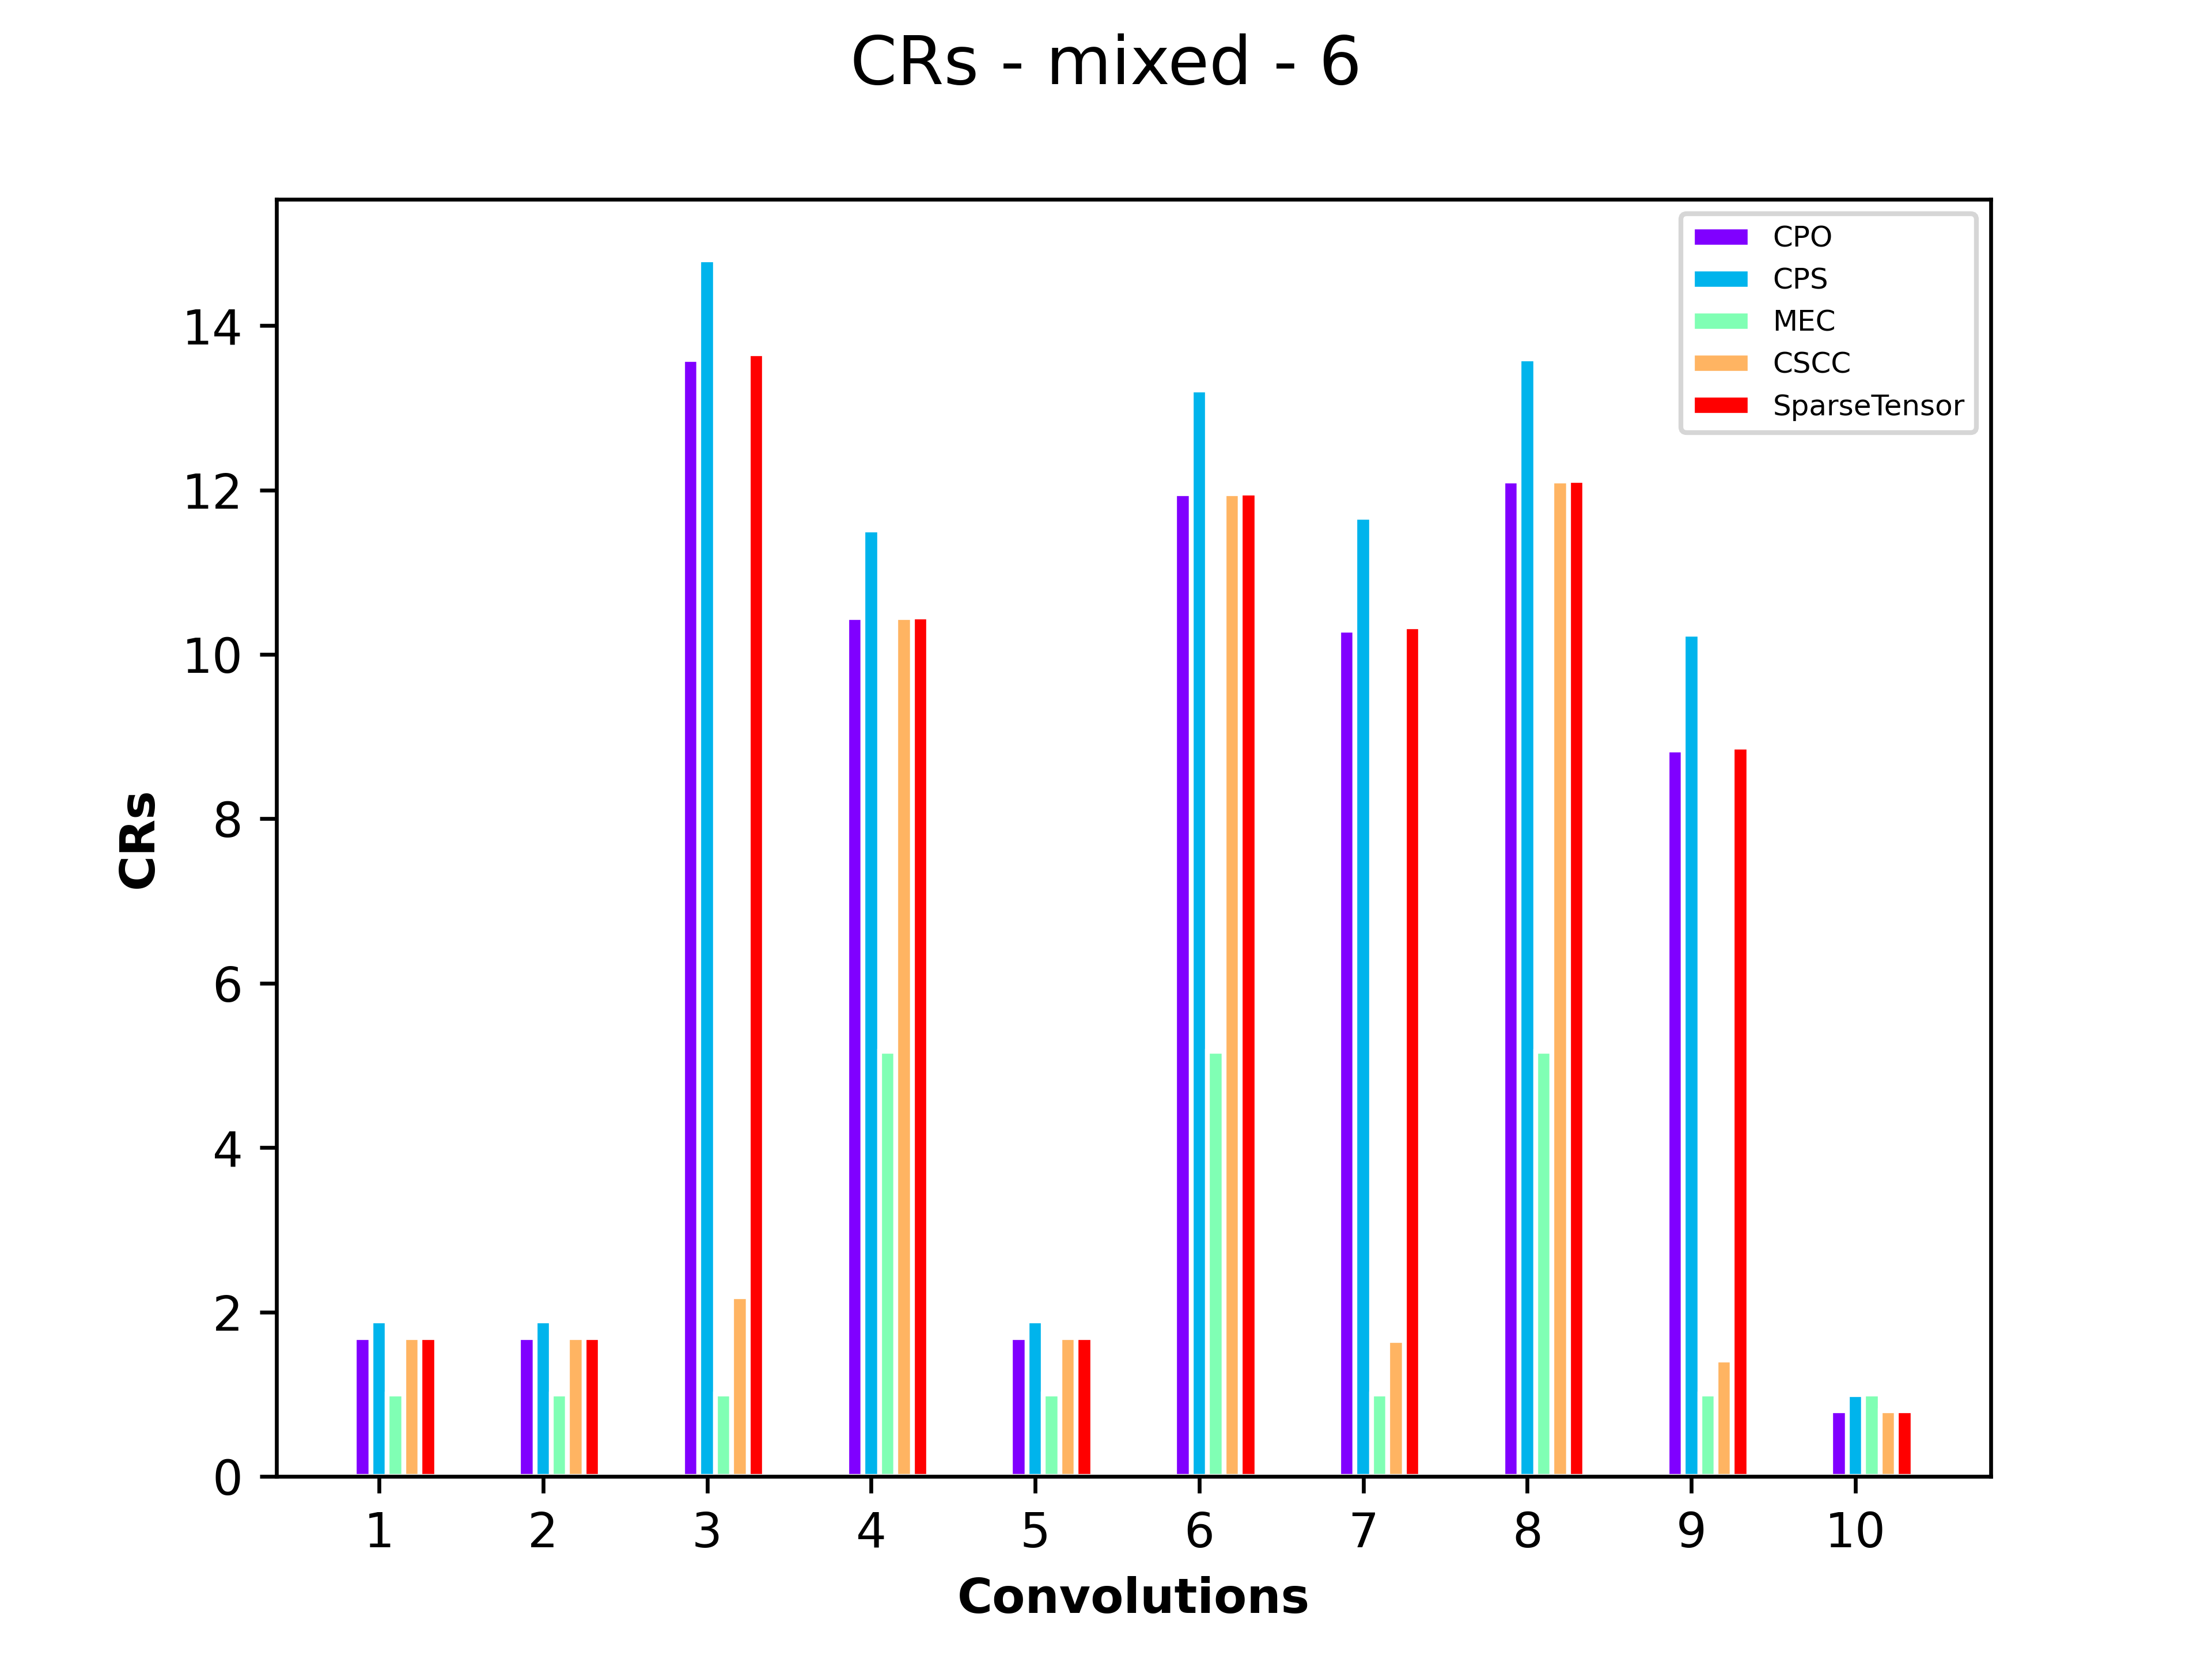 CRs - mixed - 6
CPO
CPS
MEC
CSCC
SparseTensor
14
12
10
8
6
4
2
0
CRs
1 2 3 4 5 6 7 8 9 10
Convolutions